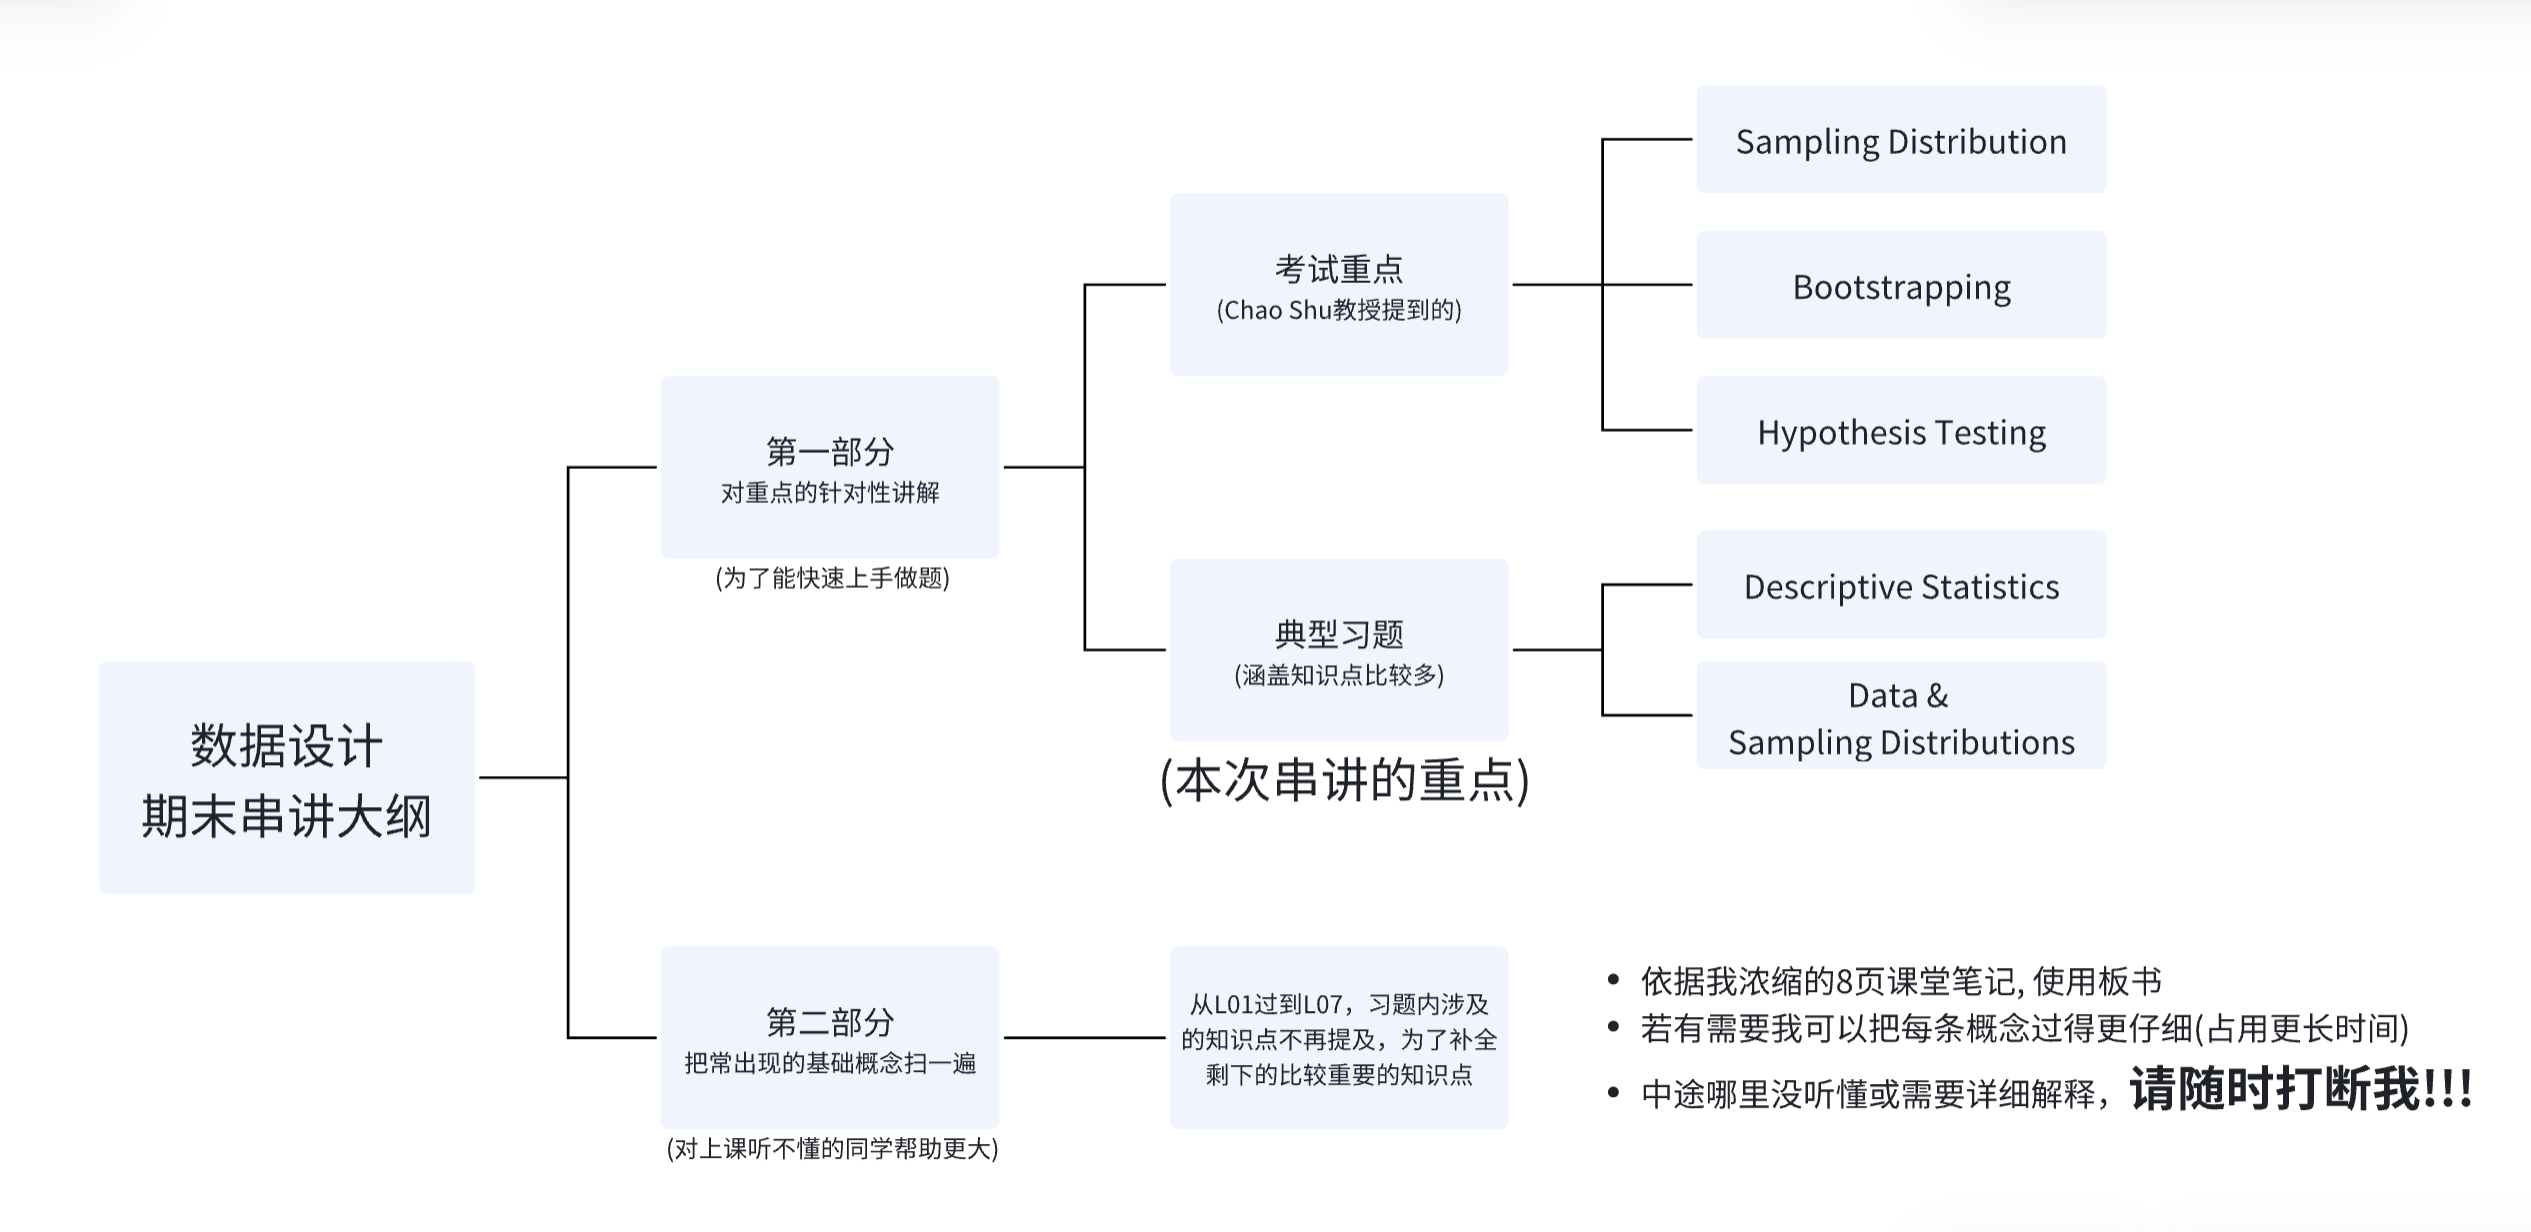 数据设计
期末串讲大纲
第一部分
对重点的针对性讲解
(为了能快速上手做题)
考试重点
(Chao Shu教授提到的)
Sampling Distribution
Bootstrapping
Hypothesis Testing
典型习题
(涵盖知识点比较多)
(本次串讲的重点)
Descriptive Statistics
Data &
Sampling Distributions
第二部分
把常出现的基础概念扫一遍
(对上课听不懂的同学帮助更大)
从L01过到L07，习题内涉及
的知识点不再提及，为了补全
剩下的比较重要的知识点
• 依据我浓缩的8页课堂笔记, 使用板书
• 若有需要我可以把每条概念过得更仔细(占用更长时间)
• 中途哪里没听懂或需要详细解释，请随时打断我!!!